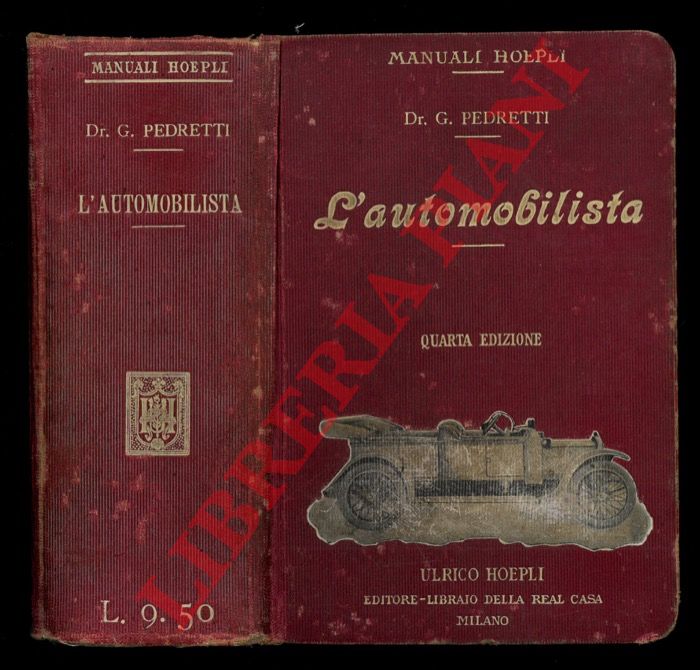 MANUALI HOEPLI
Dr. G. PEDRETTI
L'AUTOMOBILISTA
L. 9. 50
MANUALI HOEPLI
Dr. G. PEDRETTI
L'automobilista
QUARTA EDIZIONE
ULRICO HOEPLI
EDITORE-LIBRAIO DELLA REAL CASA
MILANO
LIBRERIA PIANI